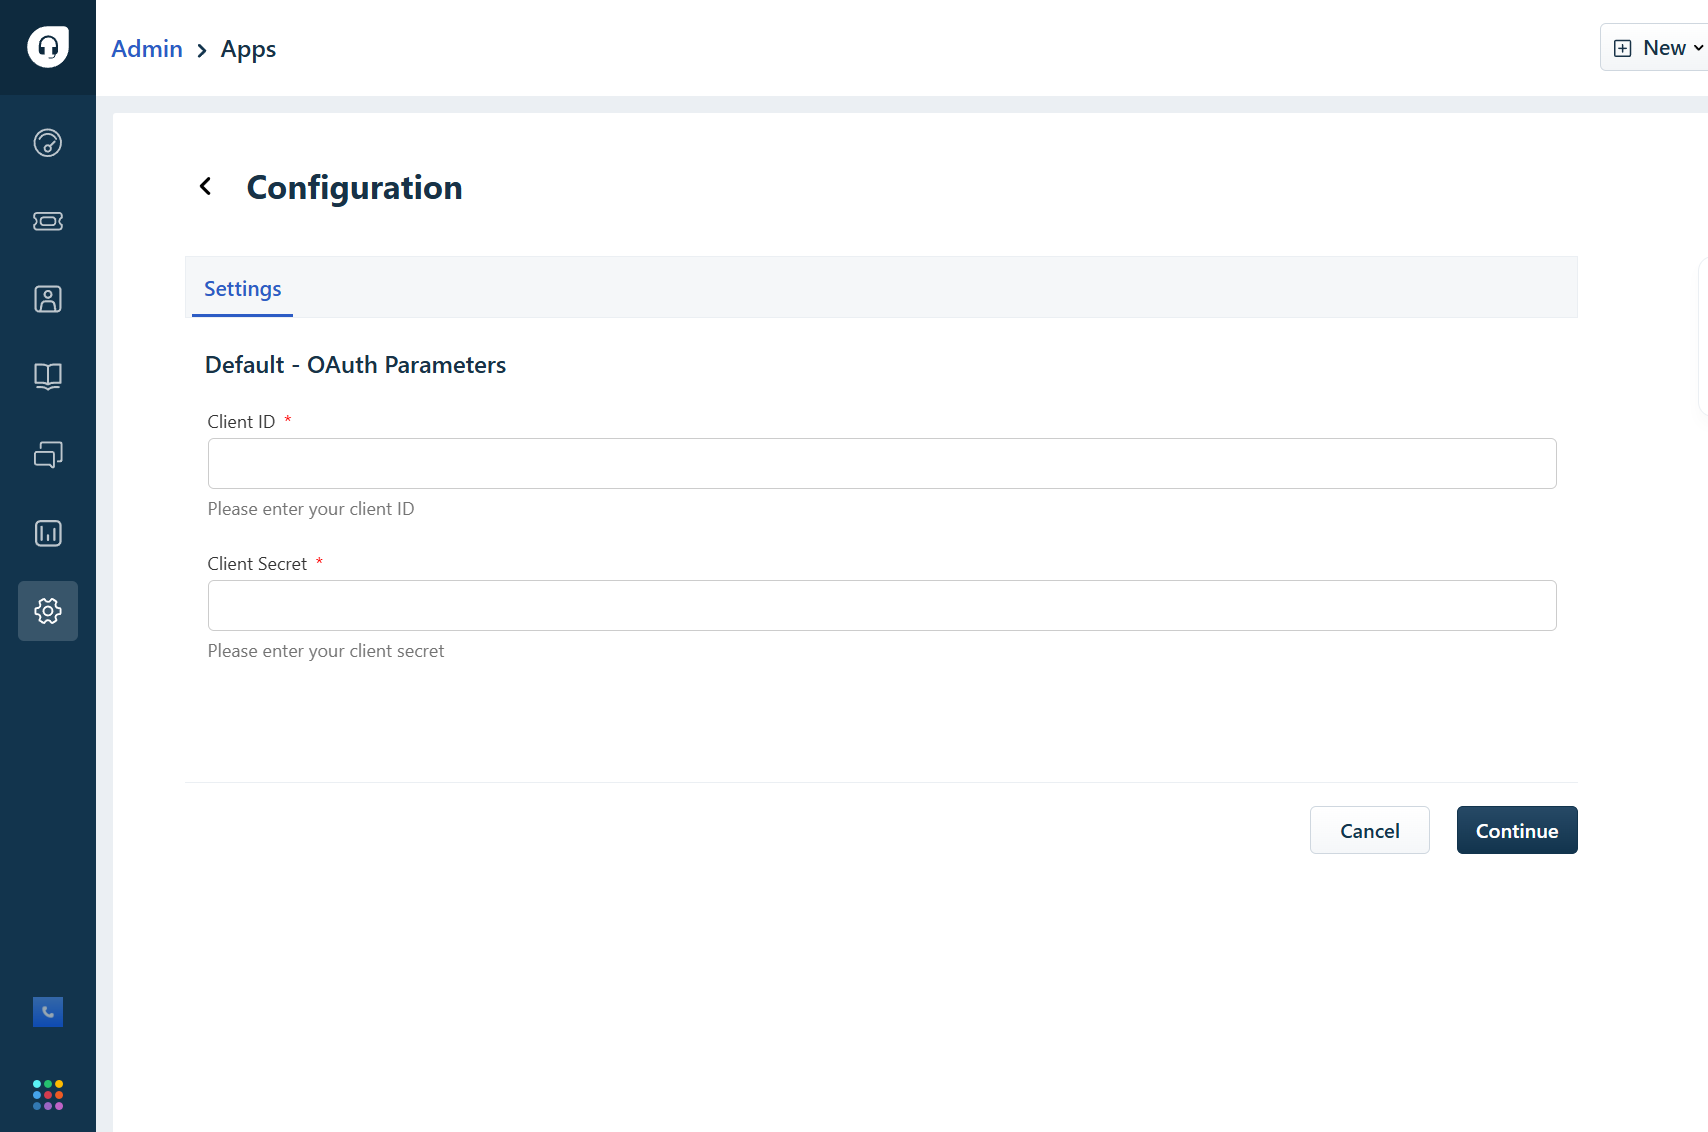 Admin > Apps
New
Configuration
Settings
Default - OAuth Parameters
Client ID *
Please enter your client ID
Client Secret *
Please enter your client secret
Cancel
Continue